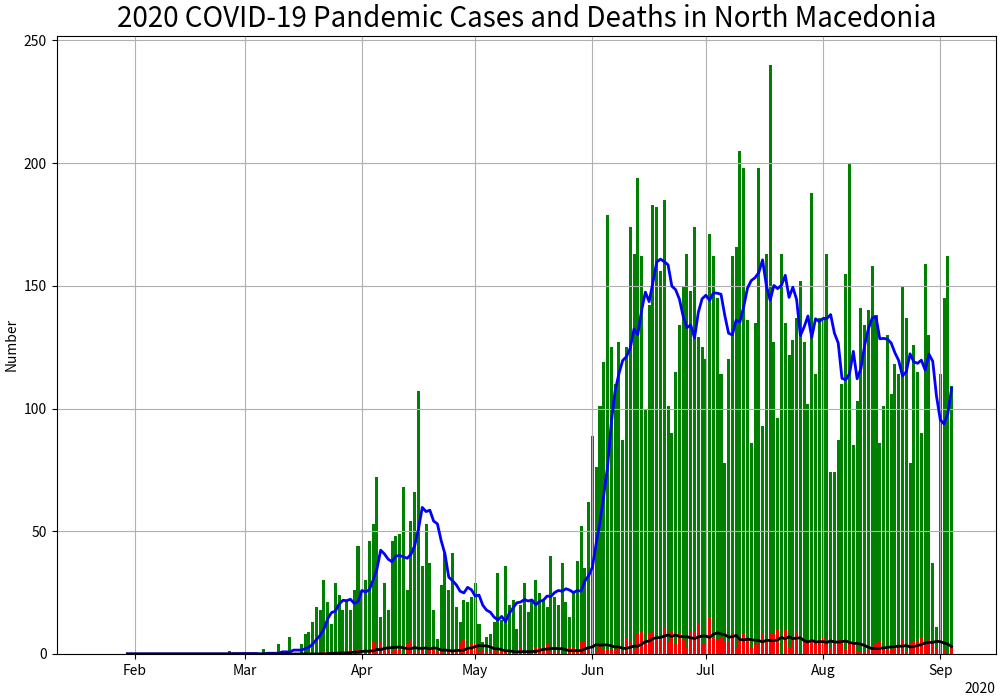 2020 COVID-19 Pandemic Cases and Deaths in North Macedonia
250
200
150
100
50
0
Number
Feb Mar Apr May Jun Jul Aug Sep
2020